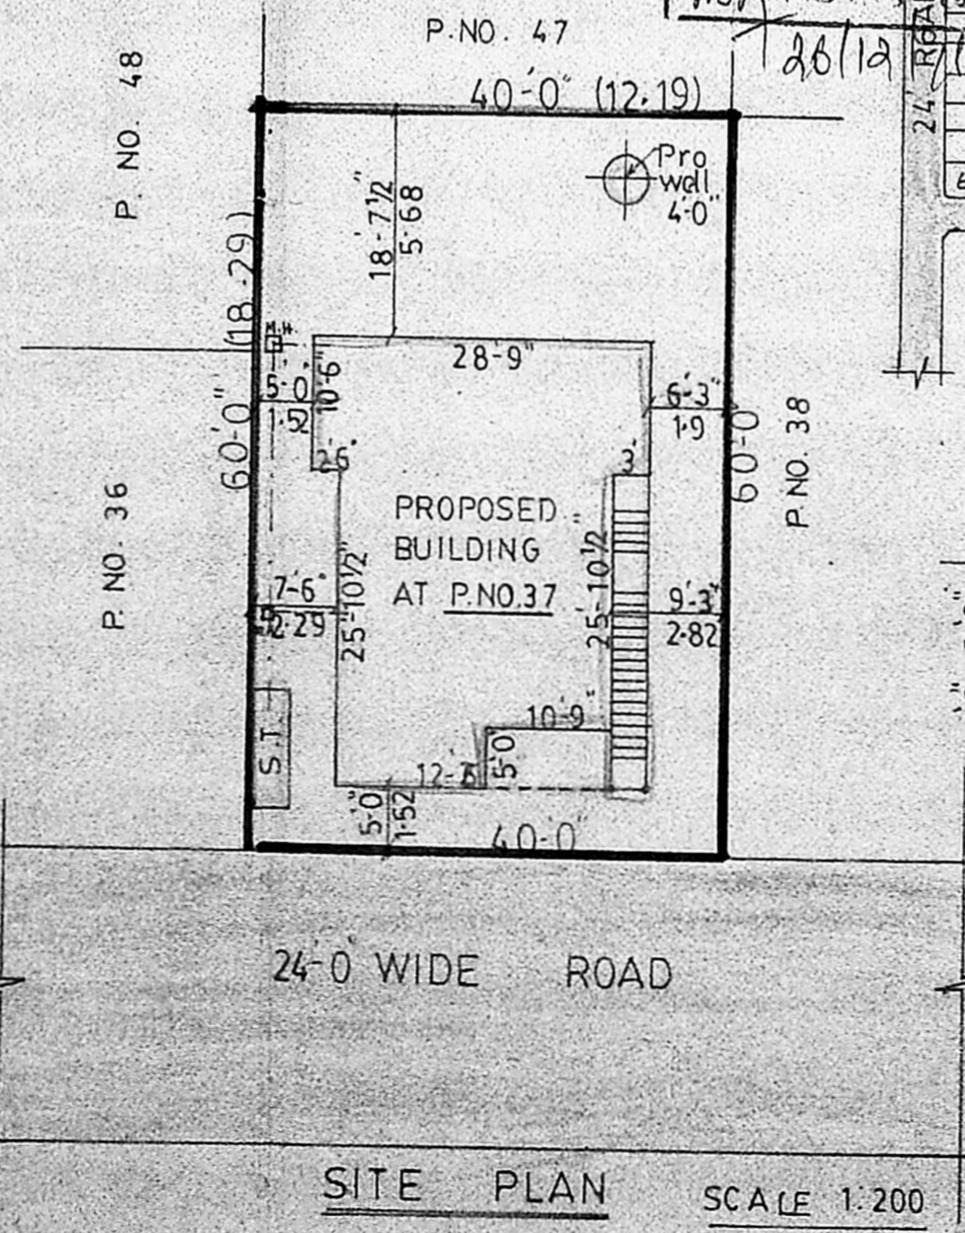 P.NO. 47
26/12
24' ROA
P. NO. 48
40'-0" (12.19)
Pro
well
4'-0"
18'-7½"
5.68
(18.29)
60'-0"
M.H.
28'-9"
5'-0"
1.52
10'-6"
6'-3"
1.9
60'-0"
P.NO. 38
2'6"
3'
P. NO. 36
PROPOSED
BUILDING
AT P.NO.37
25'-10½"
25'-10½"
7'-6"
2.29
9'-3"
2.82
S.T.
10'-9"
5'-0
5'-0"
1.52
40'-0"
24'-0' WIDE ROAD
SITE PLAN
SCALE 1:200